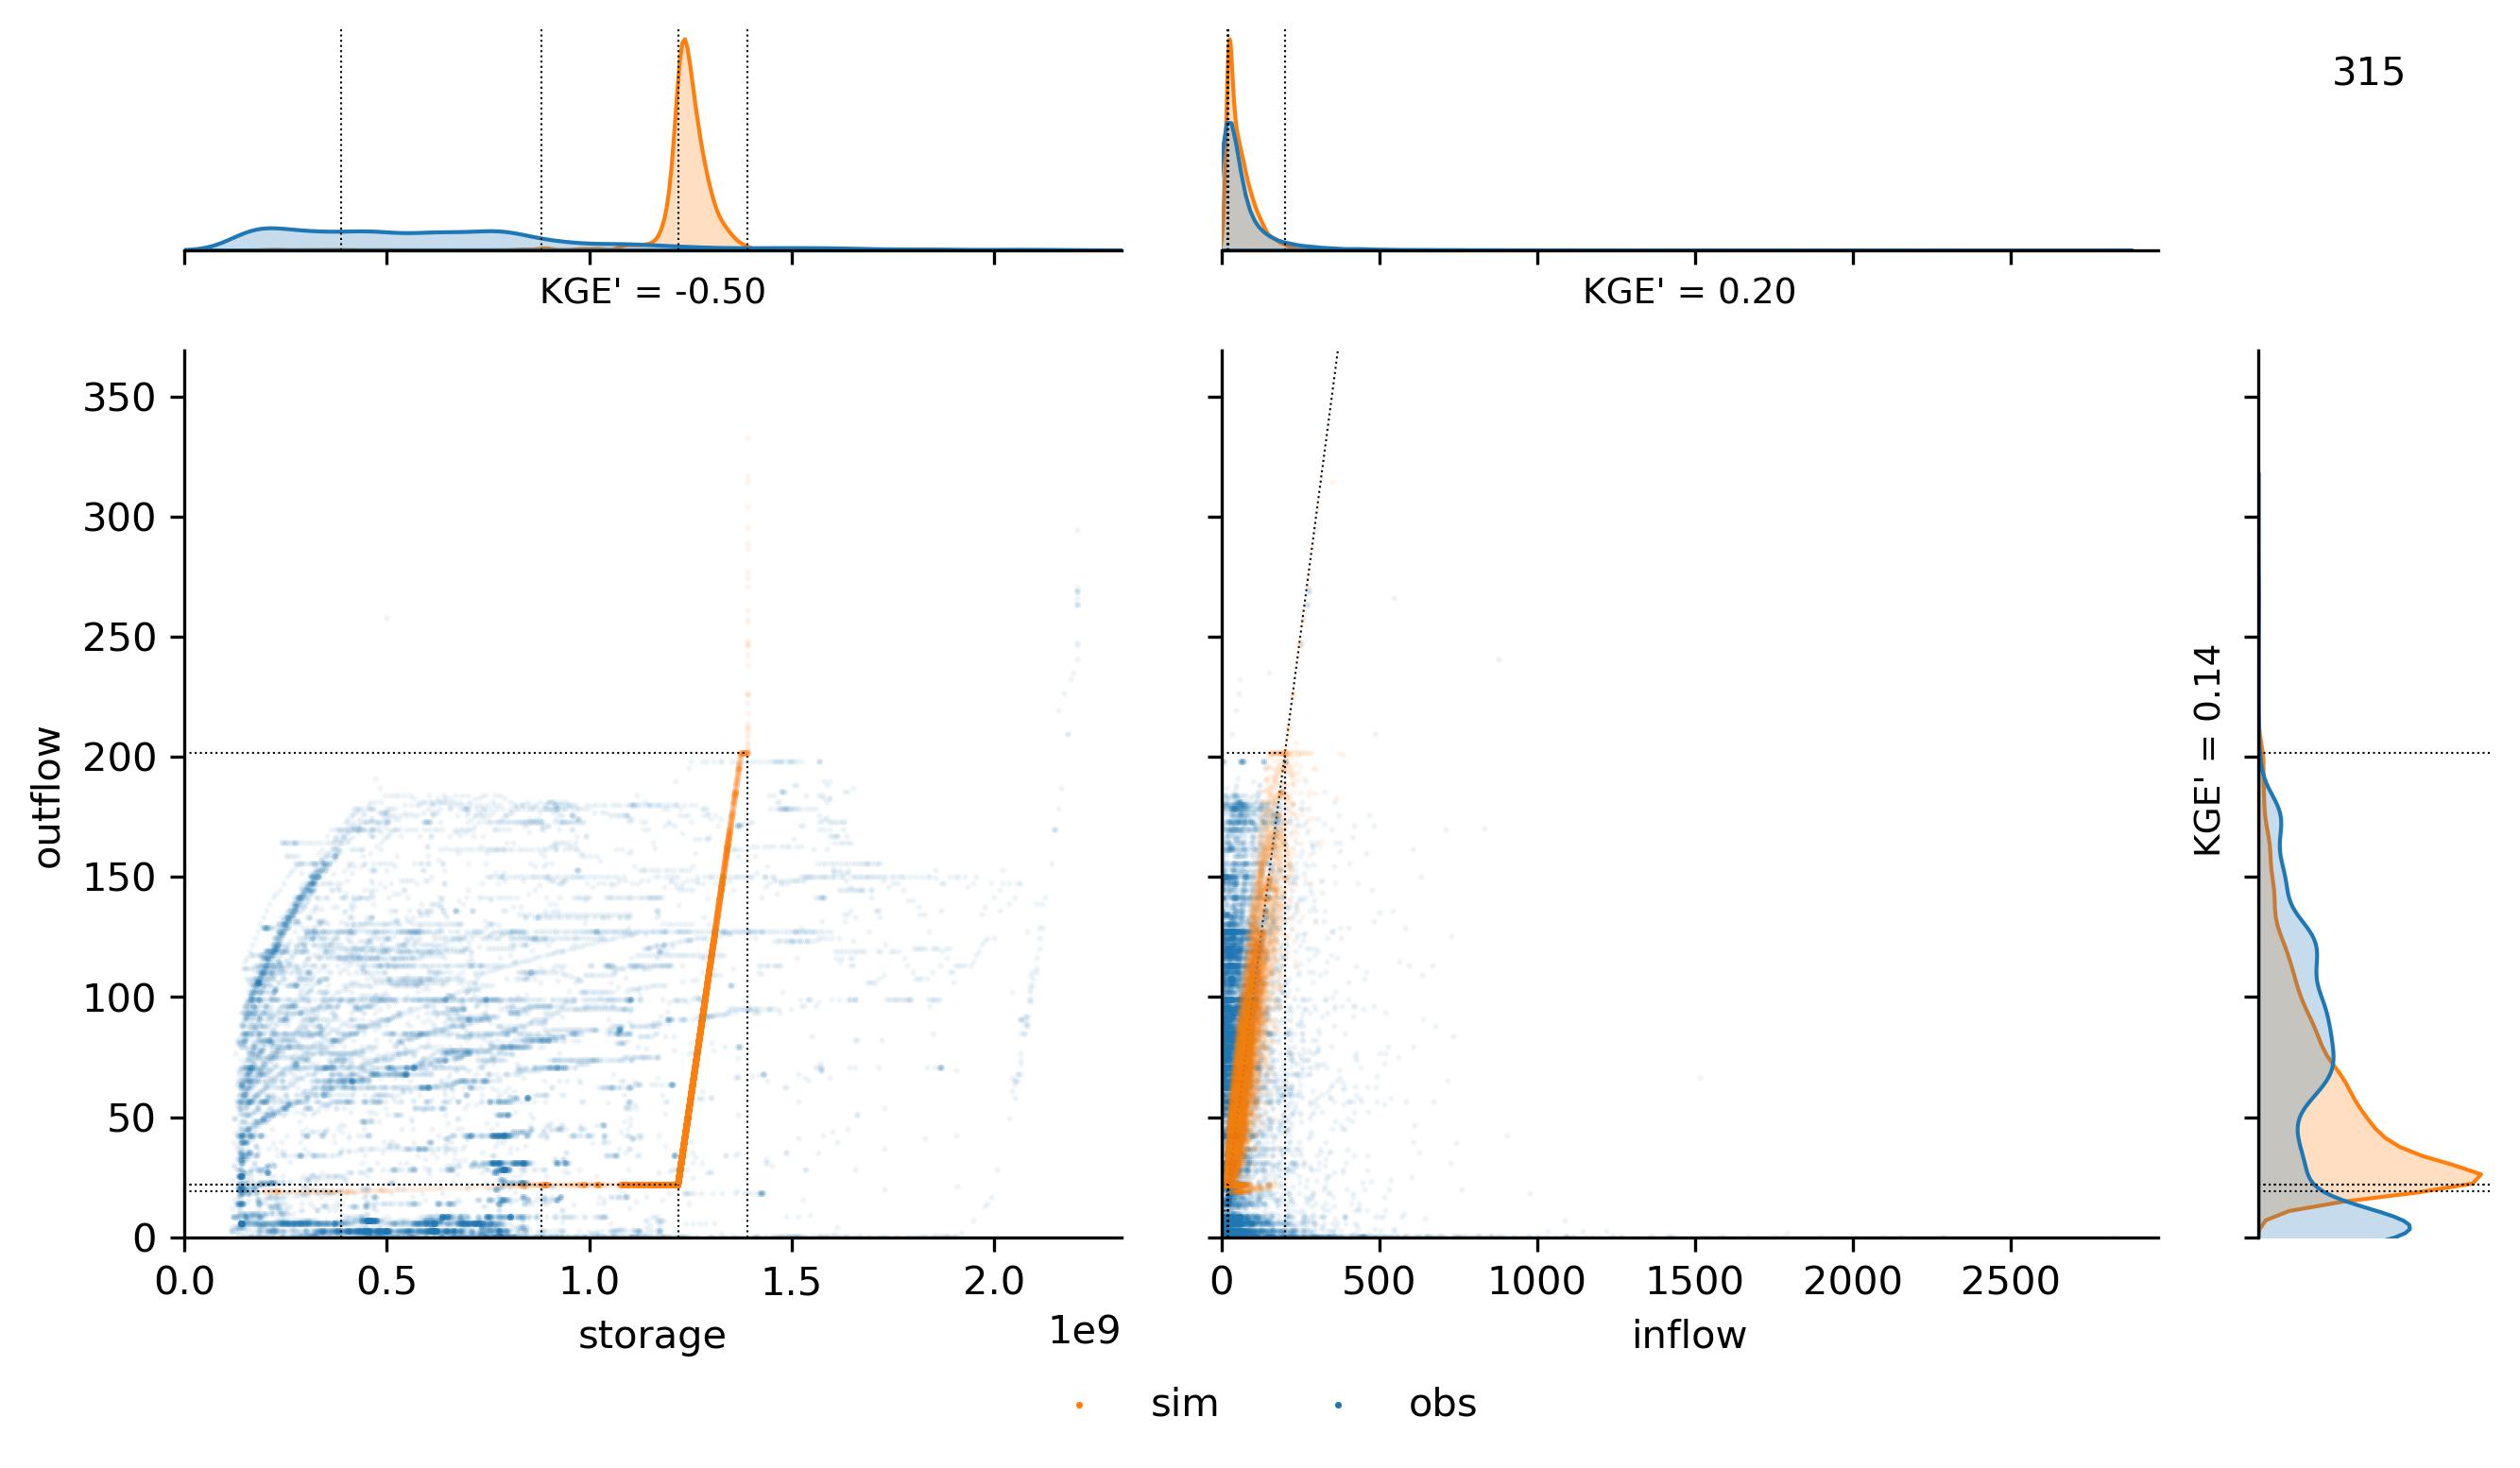 315
KGE' = -0.50
KGE' = 0.20
350
300
250
200
150
100
50
0
outflow
KGE' = 0.14
0.0 0.5 1.0 1.5 2.0
1e9
storage
0 500 1000 1500 2000 2500
inflow
sim obs